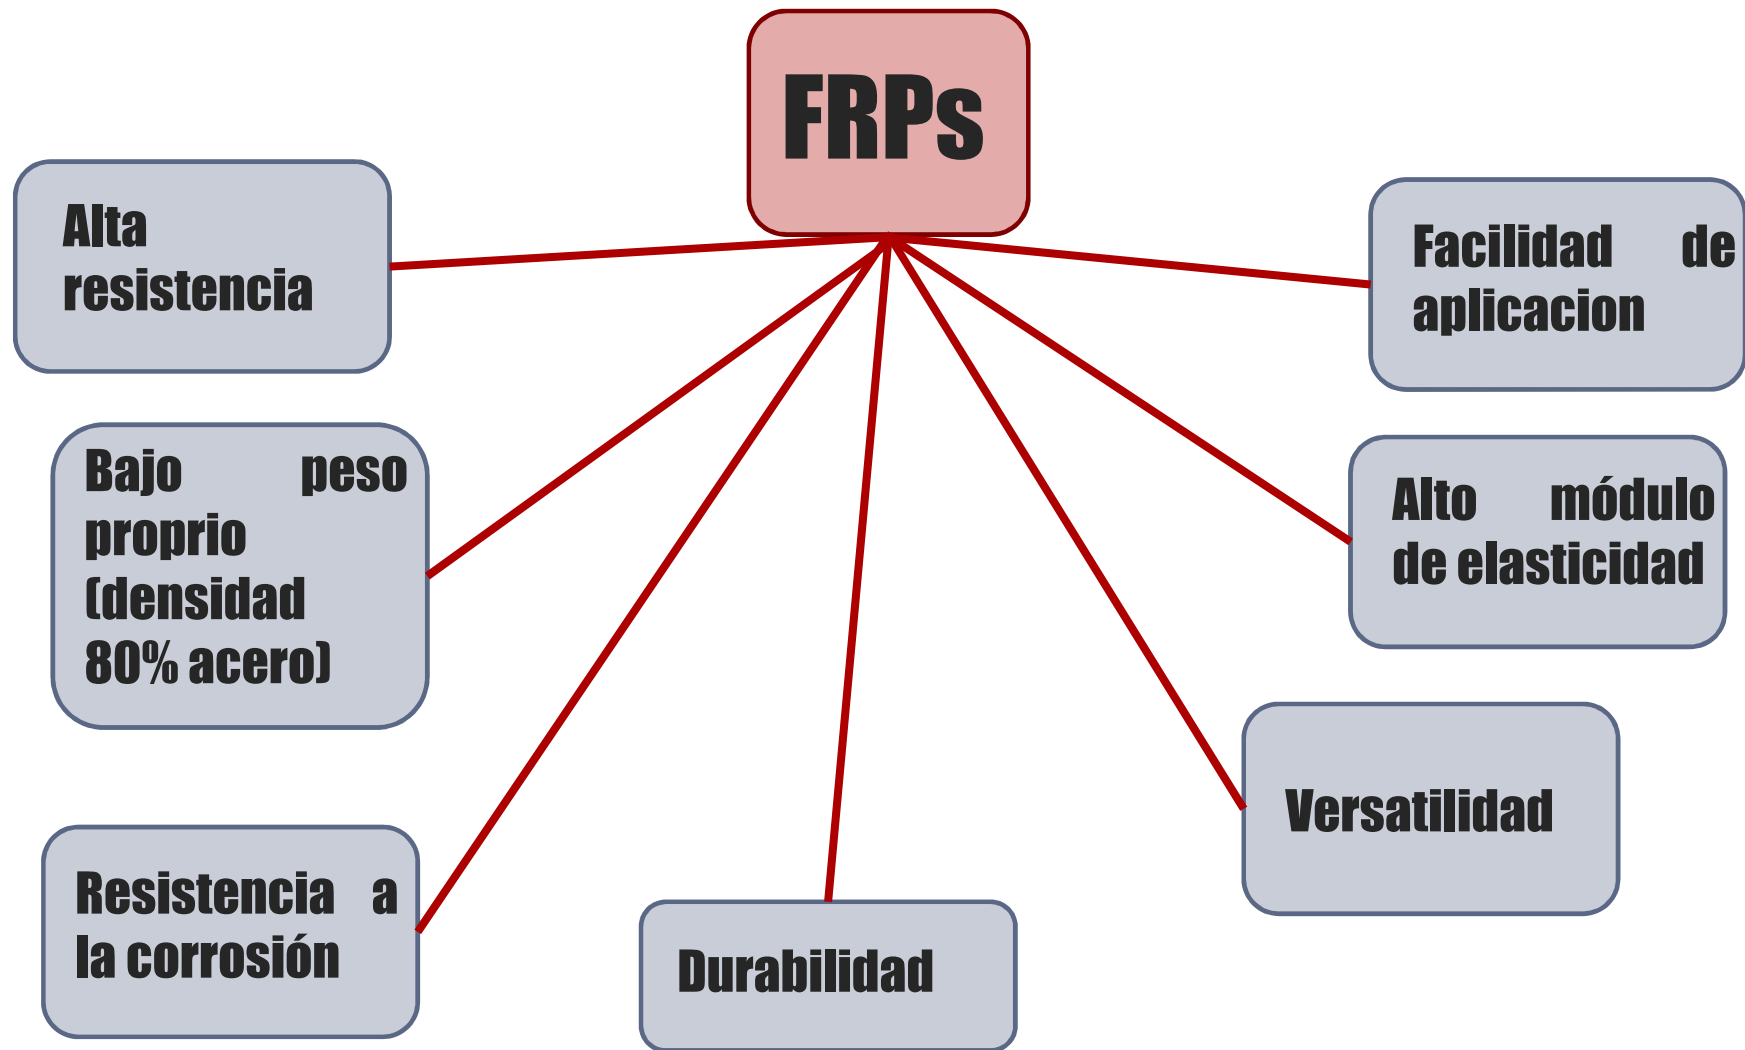 FRPs
Alta
resistencia
Facilidad de
aplicacion
Bajo peso
proprio
(densidad
80% acero)
Alto módulo
de elasticidad
Versatilidad
Resistencia a
la corrosión
Durabilidad